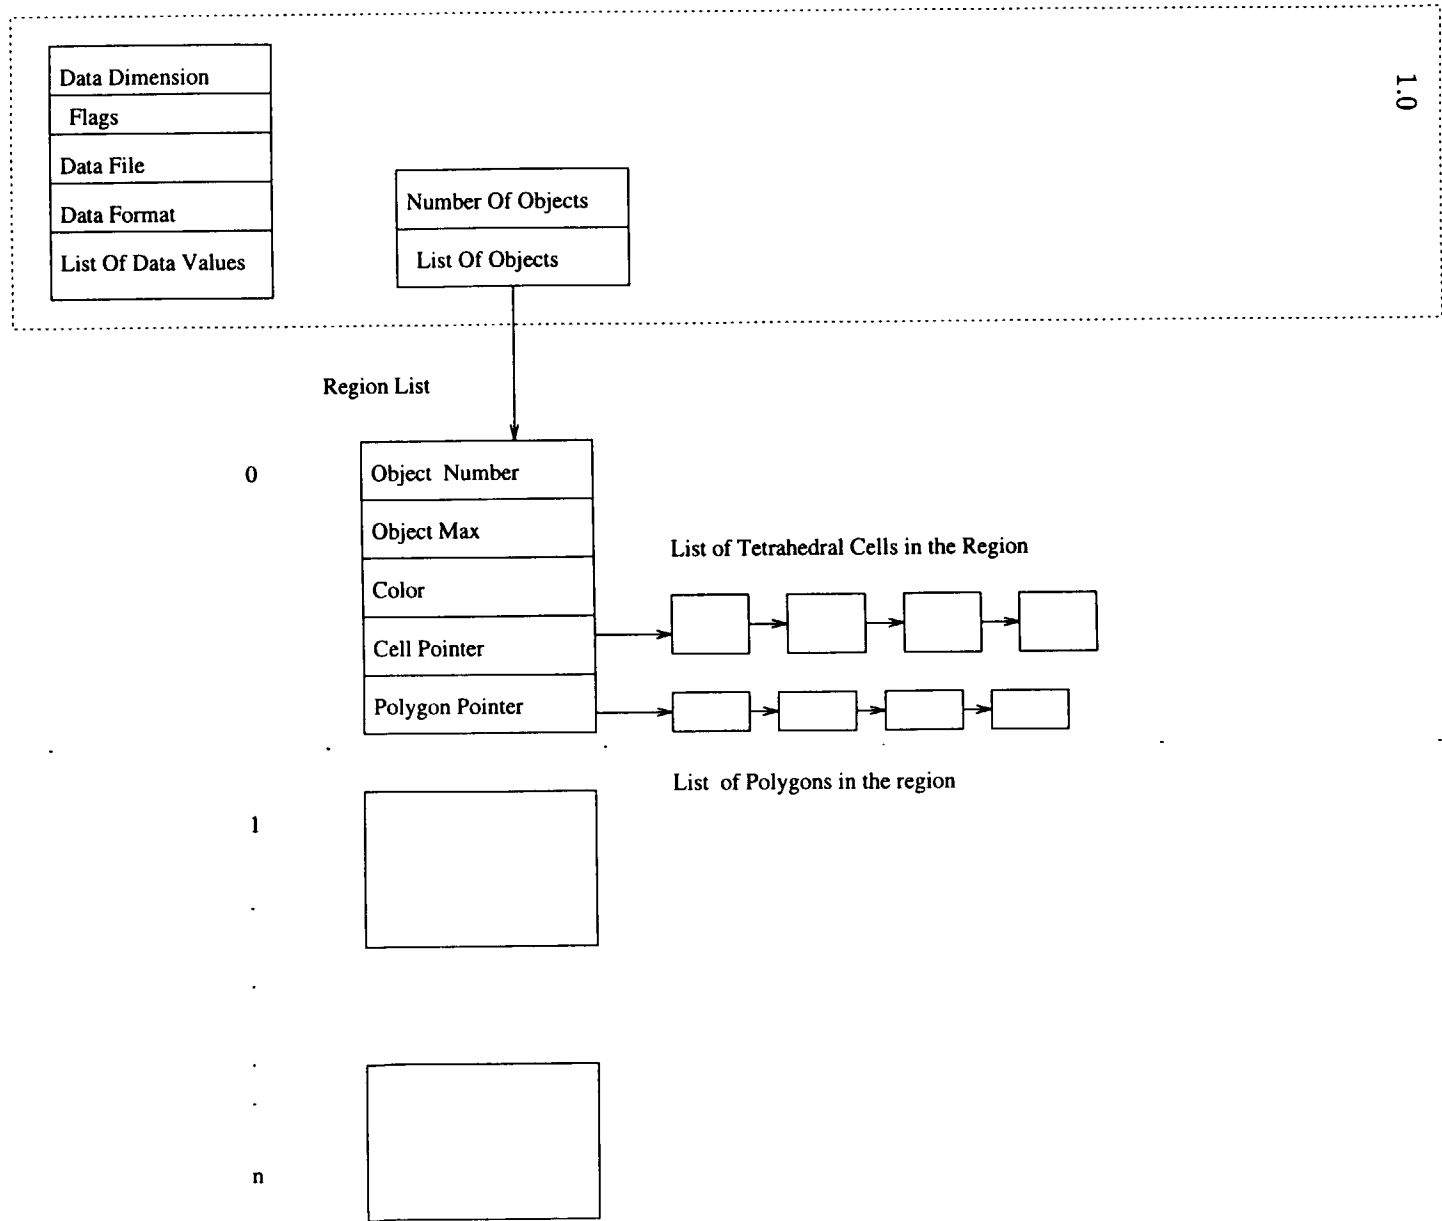 Data Dimension
Flags
Data File
Data Format
List Of Data Values
Number Of Objects
List Of Objects
1.0
Region List
0
Object Number
Object Max
Color
Cell Pointer
Polygon Pointer
List of Tetrahedral Cells in the Region
List of Polygons in the region
1
n